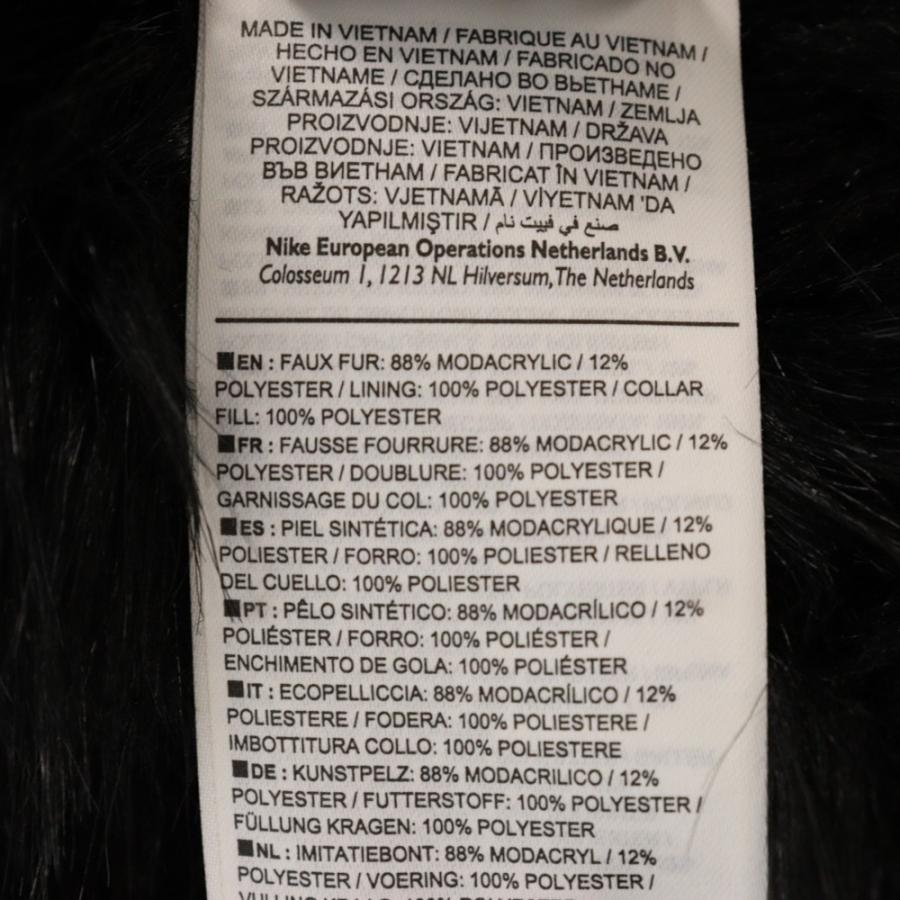 MADE IN VIETNAM / FABRIQUE AU VIETNAM /
HECHO EN VIETNAM / FABRICADO NO
VIETNAME / СДЕЛАНО ВО ВЬЕТНАМЕ /
SZÁRMAZÁSI ORSZÁG: VIETNAM / ZEMLJA
PROIZVODNJE: VIJETNAM / DRŽAVA
PROIZVODNJE: VIETNAM / ПРОИЗВЕДЕНО
ВЪВ ВИЕТНАМ / FABRICAT ÎN VIETNAM /
RAŽOTS: VJETNAMĀ / VİYETNAM 'DA
YAPILMIŞTIR / صنع في فييت نام
Nike European Operations Netherlands B.V.
Colosseum 1, 1213 NL Hilversum, The Netherlands
EN : FAUX FUR: 88% MODACRYLIC / 12%
POLYESTER / LINING: 100% POLYESTER / COLLAR
FILL: 100% POLYESTER
FR : FAUSSE FOURRURE: 88% MODACRYLIC / 12%
POLYESTER / DOUBLURE: 100% POLYESTER /
GARNISSAGE DU COL: 100% POLYESTER
ES : PIEL SINTÉTICA: 88% MODACRYLIQUE / 12%
POLIESTER / FORRO: 100% POLIESTER / RELLENO
DEL CUELLO: 100% POLIESTER
PT : PÊLO SINTÉTICO: 88% MODACRÍLICO / 12%
POLIÉSTER / FORRO: 100% POLIÉSTER /
ENCHIMENTO DE GOLA: 100% POLIÉSTER
IT : ECOPELLICCIA: 88% MODACRÍLICO / 12%
POLIESTERE / FODERA: 100% POLIESTERE /
IMBOTTITURA COLLO: 100% POLIESTERE
DE : KUNSTPELZ: 88% MODACRILICO / 12%
POLYESTER / FUTTERSTOFF: 100% POLYESTER /
FÜLLUNG KRAGEN: 100% POLYESTER
NL : IMITATIEBONT: 88% MODACRYL / 12%
POLYESTER / VOERING: 100% POLYESTER /